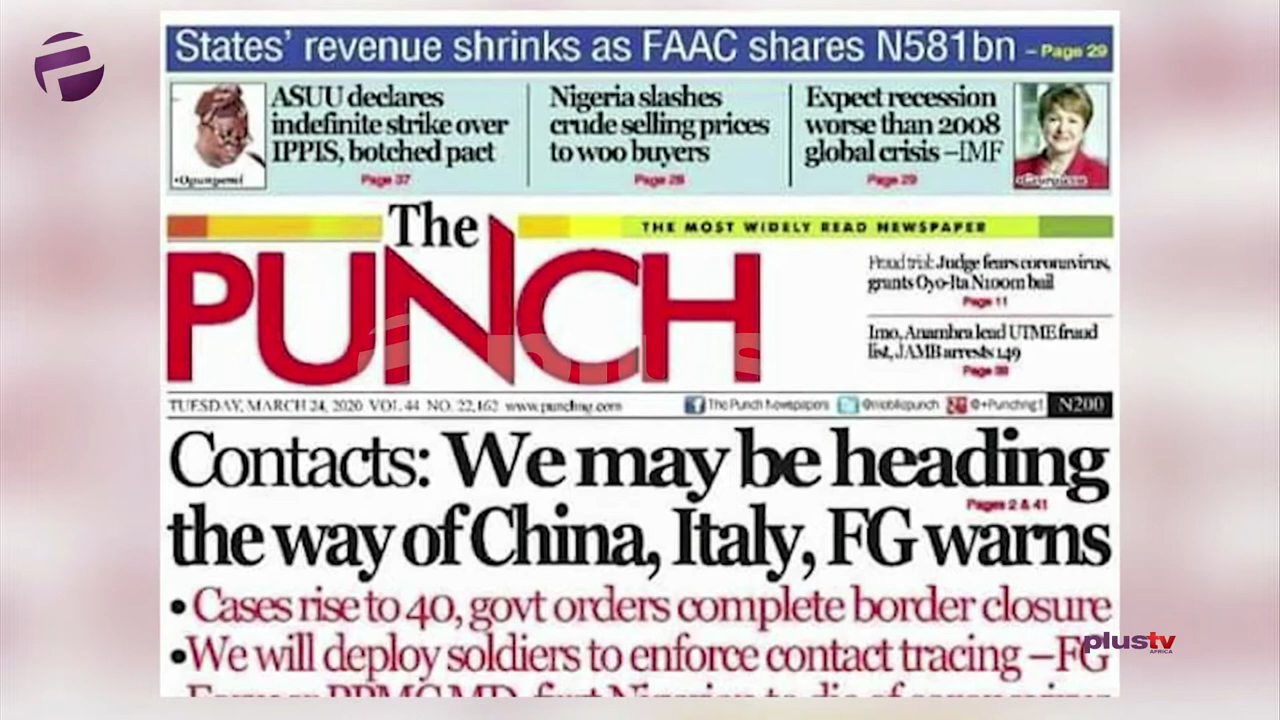 States' revenue shrinks as FAAC shares N581bn – Page 29
ASUU declares
indefinite strike over
IPPIS, botched pact
Page 37
Nigeria slashes
crude selling prices
to woo buyers
Page 28
Expect recession
worse than 2008
global crisis –IMF
Page 29
The
PUNCH
THE MOST WIDELY READ NEWSPAPER
Fraud trial: Judge fears coronavirus,
grants Oyo-Ita N100m bail
Page 11
Imo, Anambra lead UTME fraud
list, JAMB arrests 149
TUESDAY, MARCH 24, 2020 VOL. 44 NO. 22,162 www.punchng.com
The Punch Newspapers @mobilepunch N200
Contacts: We may be heading
Pages 2 & 41
the way of China, Italy, FG warns
• Cases rise to 40, govt orders complete border closure
•We will deploy soldiers to enforce contact tracing –FG
plustv
AFRICA